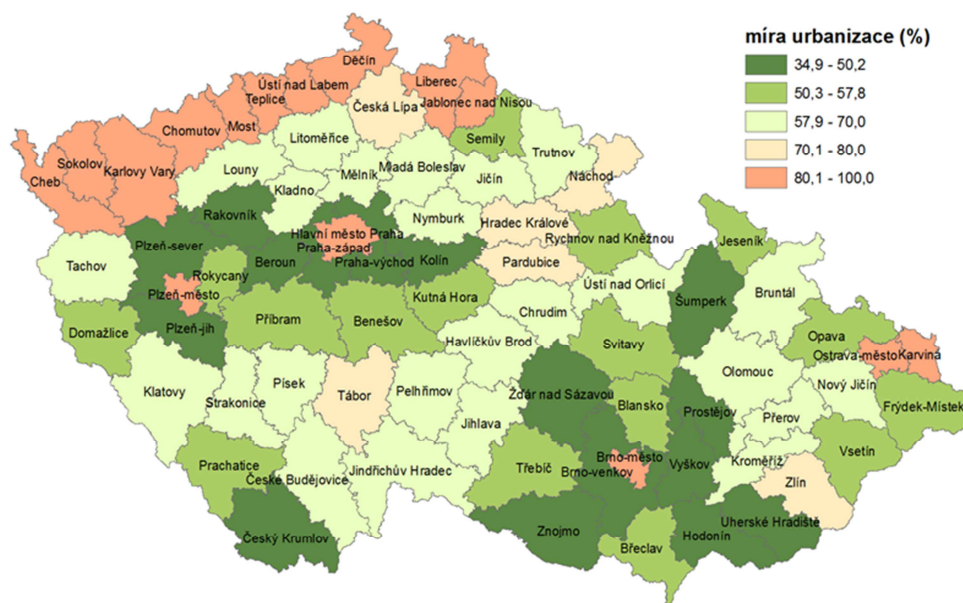 míra urbanizace (%)
34,9 - 50,2
50,3 - 57,8
57,9 - 70,0
70,1 - 80,0
80,1 - 100,0
Děčín
Ústí nad Labem
Teplice
Liberec
Česká Lípa
Jablonec nad Nisou
Most
Chomutov
Litoměřice
Semily
Sokolov
Karlovy Vary
Cheb
Louny
Mělník
Mladá Boleslav
Jičín
Trutnov
Náchod
Kladno
Rakovník
Nymburk
Hradec Králové
Hlavní město Praha
Praha-západ
Praha-východ
Kolín
Rychnov nad Kněžnou
Jeseník
Plzeň-sever
Beroun
Rokycany
Pardubice
Tachov
Plzeň-město
Kutná Hora
Ústí nad Orlicí
Šumperk
Bruntál
Příbram
Benešov
Chrudim
Domažlice
Plzeň-jih
Havlíčkův Brod
Svitavy
Opava
Ostrava-město
Karviná
Klatovy
Strakonice
Písek
Tábor
Pelhřimov
Žďár nad Sázavou
Olomouc
Nový Jičín
Frýdek-Místek
Jihlava
Blansko
Prostějov
Přerov
Prachatice
České Budějovice
Jindřichův Hradec
Třebíč
Brno-město
Brno-venkov
Vyškov
Kroměříž
Vsetín
Zlín
Český Krumlov
Znojmo
Břeclav
Hodonín
Uherské Hradiště